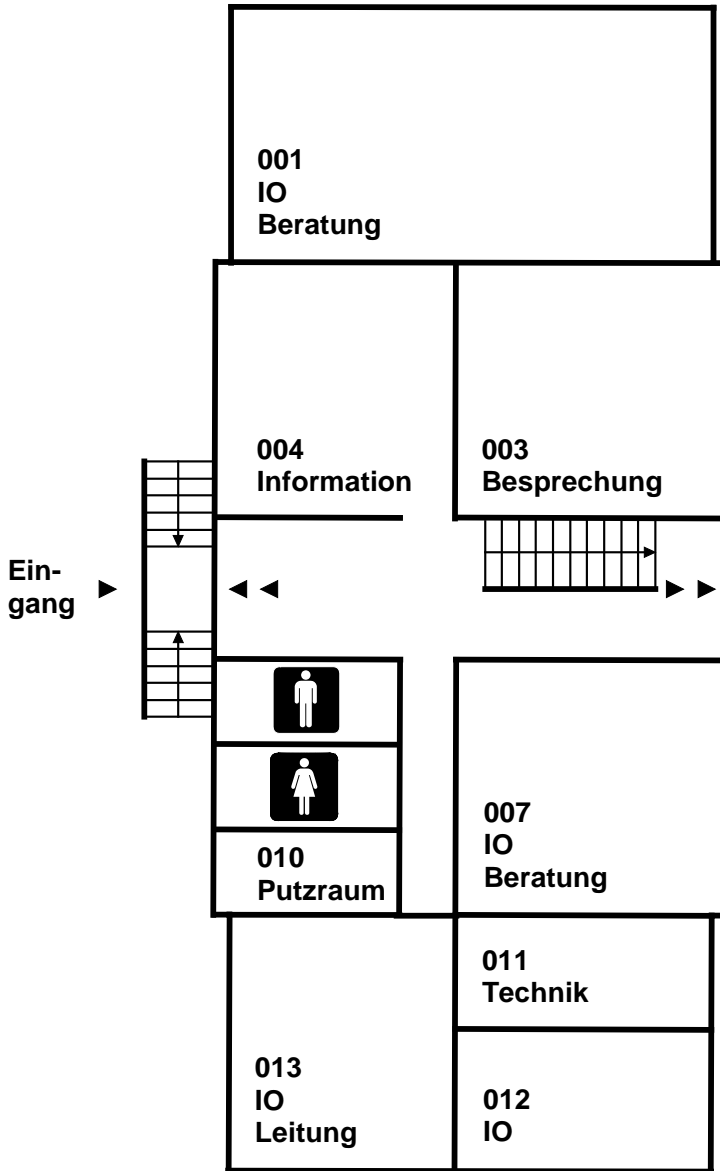 001
IO
Beratung
004
Information
003
Besprechung
Ein-
gang
007
IO
Beratung
010
Putzraum
011
Technik
013
IO
Leitung
012
IO